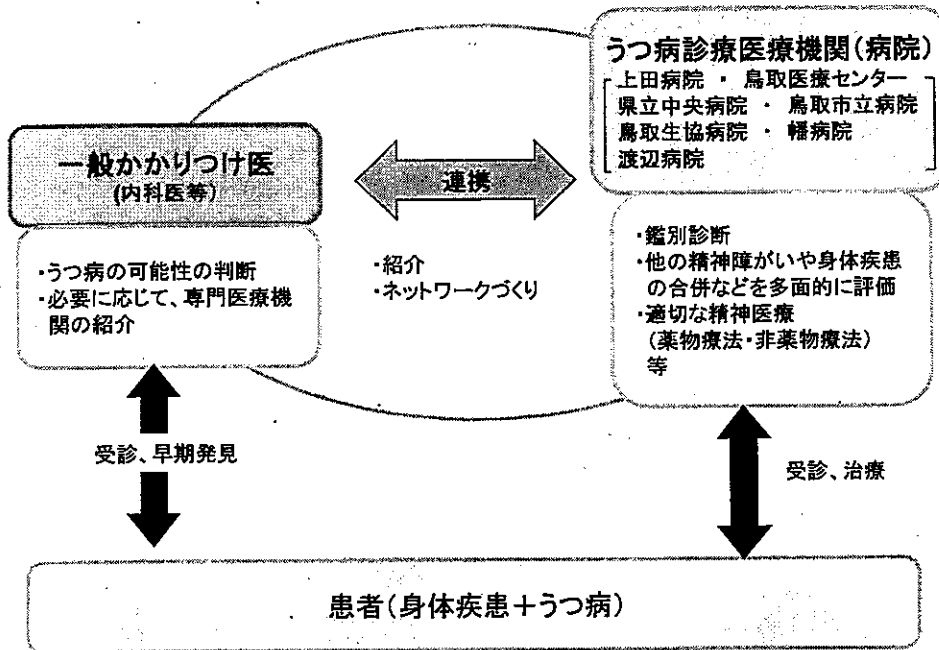 うつ病診療医療機関(病院)
上田病院 ・ 鳥取医療センター
県立中央病院 ・ 鳥取市立病院
鳥取生協病院 ・ 幡病院
渡辺病院
一般かかりつけ医
(内科医等)
連携
・うつ病の可能性の判断
・必要に応じて、専門医療機
関の紹介
・紹介
・ネットワークづくり
・鑑別診断
・他の精神障がいや身体疾患
の合併などを多面的に評価
・適切な精神医療
(薬物療法・非薬物療法)
等
受診、早期発見
受診、治療
患者(身体疾患+うつ病)